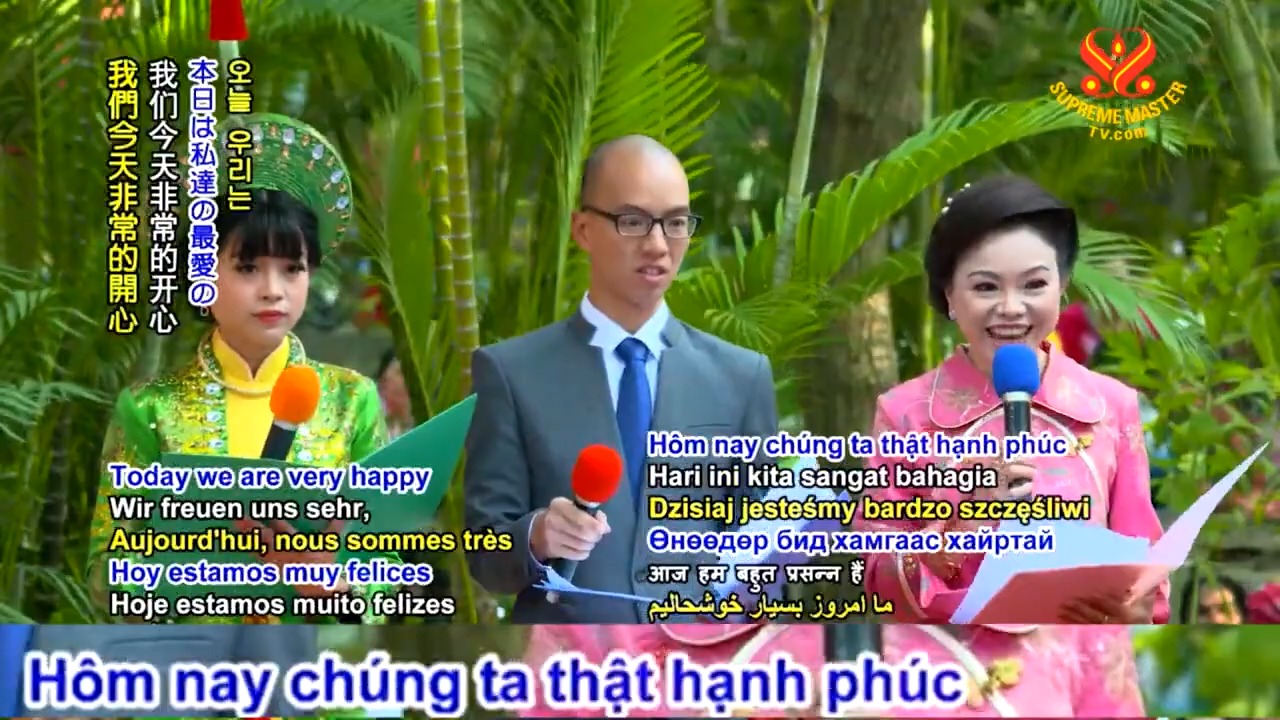 SUPREME MASTER
TV.com
我們今天非常的開心
我们今天非常的开心
本日は私達の最愛の
오늘 우리는
Today we are very happy
Wir freuen uns sehr,
Aujourd'hui, nous sommes très
Hoy estamos muy felices
Hoje estamos muito felizes
Hôm nay chúng ta thật hạnh phúc
Hari ini kita sangat bahagia
Dzisiaj jesteśmy bardzo szczęśliwi
Өнөөдөр бид хамгаас хайртай
आज हम बहुत प्रसन्न हैं
ما امروز بسیار خوشحالیم
Hôm nay chúng ta thật hạnh phúc